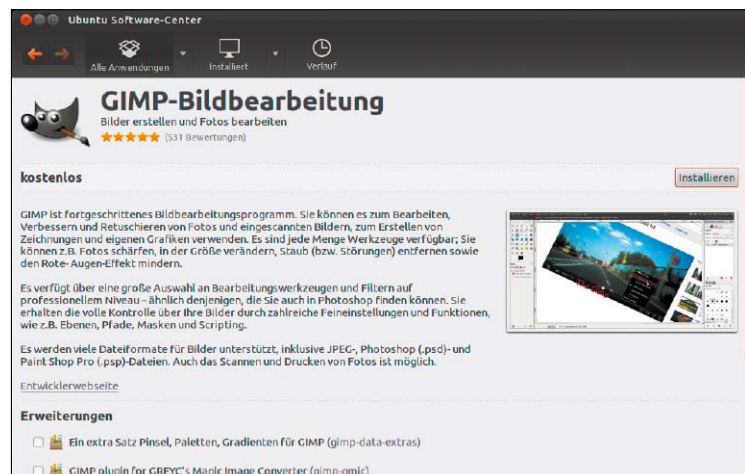 Ubuntu Software-Center
Alle Anwendungen
Installiert
Verlauf
GIMP-Bildbearbeitung
Bilder erstellen und Fotos bearbeiten
(531 Bewertungen)
kostenlos
Installieren
GIMP ist fortgeschrittenes Bildbearbeitungsprogramm. Sie können es zum Bearbeiten,
Verbessern und Retuschieren von Fotos und eingescannten Bildern, zum Erstellen von
Zeichnungen und eigenen Grafiken verwenden. Es sind jede Menge Werkzeuge verfügbar; Sie
können z.B. Fotos schärfen, in der Größe verändern, Staub (bzw. Störungen) entfernen sowie
den Rote-Augen-Effekt mindern.
Es verfügt über eine große Auswahl an Bearbeitungswerkzeugen und Filtern auf
professionellem Niveau – ähnlich denjenigen, die Sie auch in Photoshop finden können. Sie
erhalten die volle Kontrolle über Ihre Bilder durch zahlreiche Feineinstellungen und Funktionen,
wie z.B. Ebenen, Pfade, Masken und Scripting.
Es werden viele Dateiformate für Bilder unterstützt, inklusive JPEG-, Photoshop (.psd)- und
Paint Shop Pro (.psp)-Dateien. Auch das Scannen und Drucken von Fotos ist möglich.
Entwicklerwebseite
Erweiterungen
Ein extra Satz Pinsel, Paletten, Gradienten für GIMP (gimp-data-extras)
GIMP plugin for GREYC's Magic Image Converter (gimp-gmic)